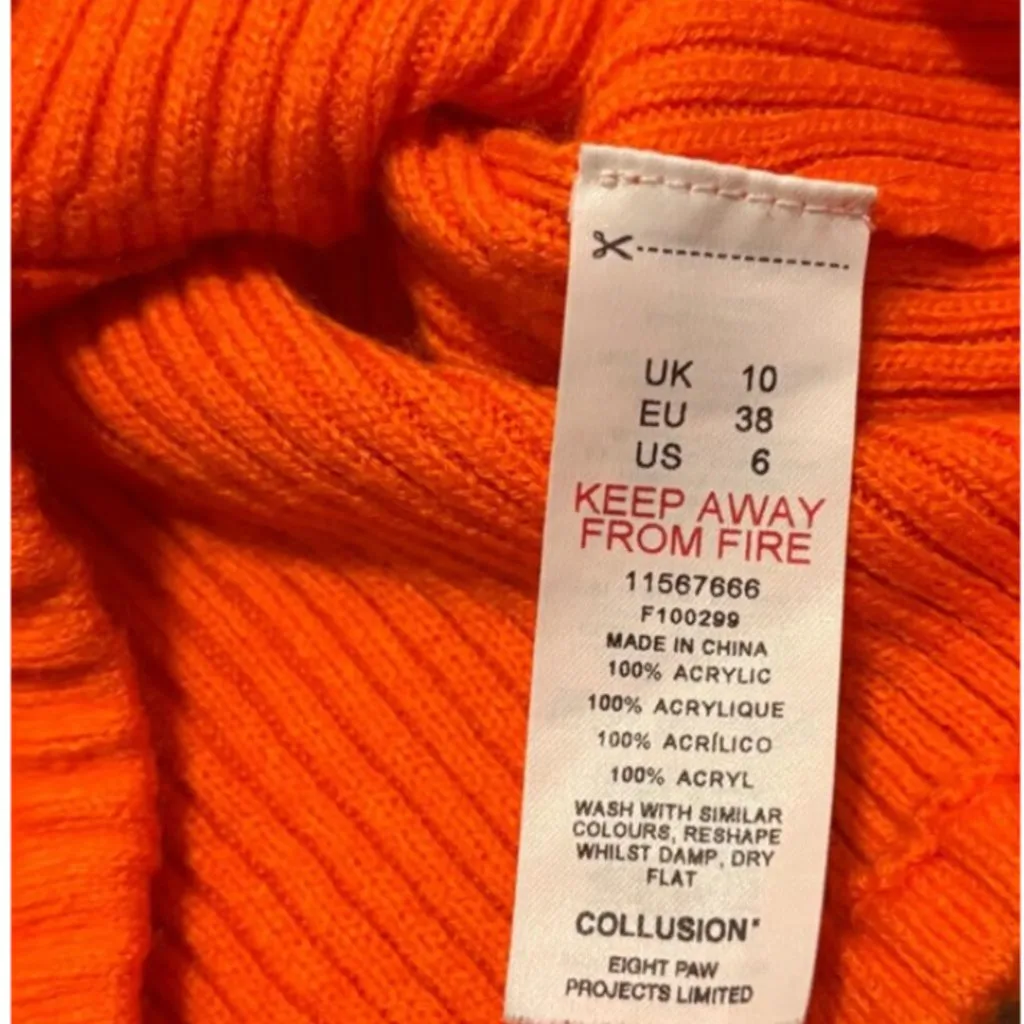 UK 10
EU 38
US 6
KEEP AWAY
FROM FIRE
11567666
F100299
MADE IN CHINA
100% ACRYLIC
100% ACRYLIQUE
100% ACRÍLICO
100% ACRYL
WASH WITH SIMILAR
COLOURS, RESHAPE
WHILST DAMP, DRY
FLAT
COLLUSION
EIGHT PAW
PROJECTS LIMITED